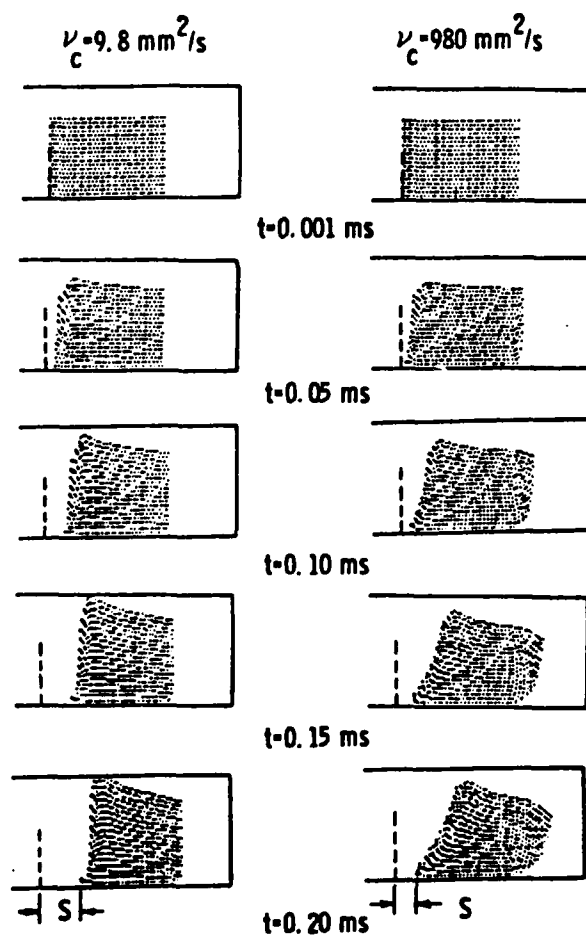 ν_c=9.8 mm²/s
ν_c=980 mm²/s
t=0.001 ms
t=0.05 ms
t=0.10 ms
t=0.15 ms
S
S
t=0.20 ms